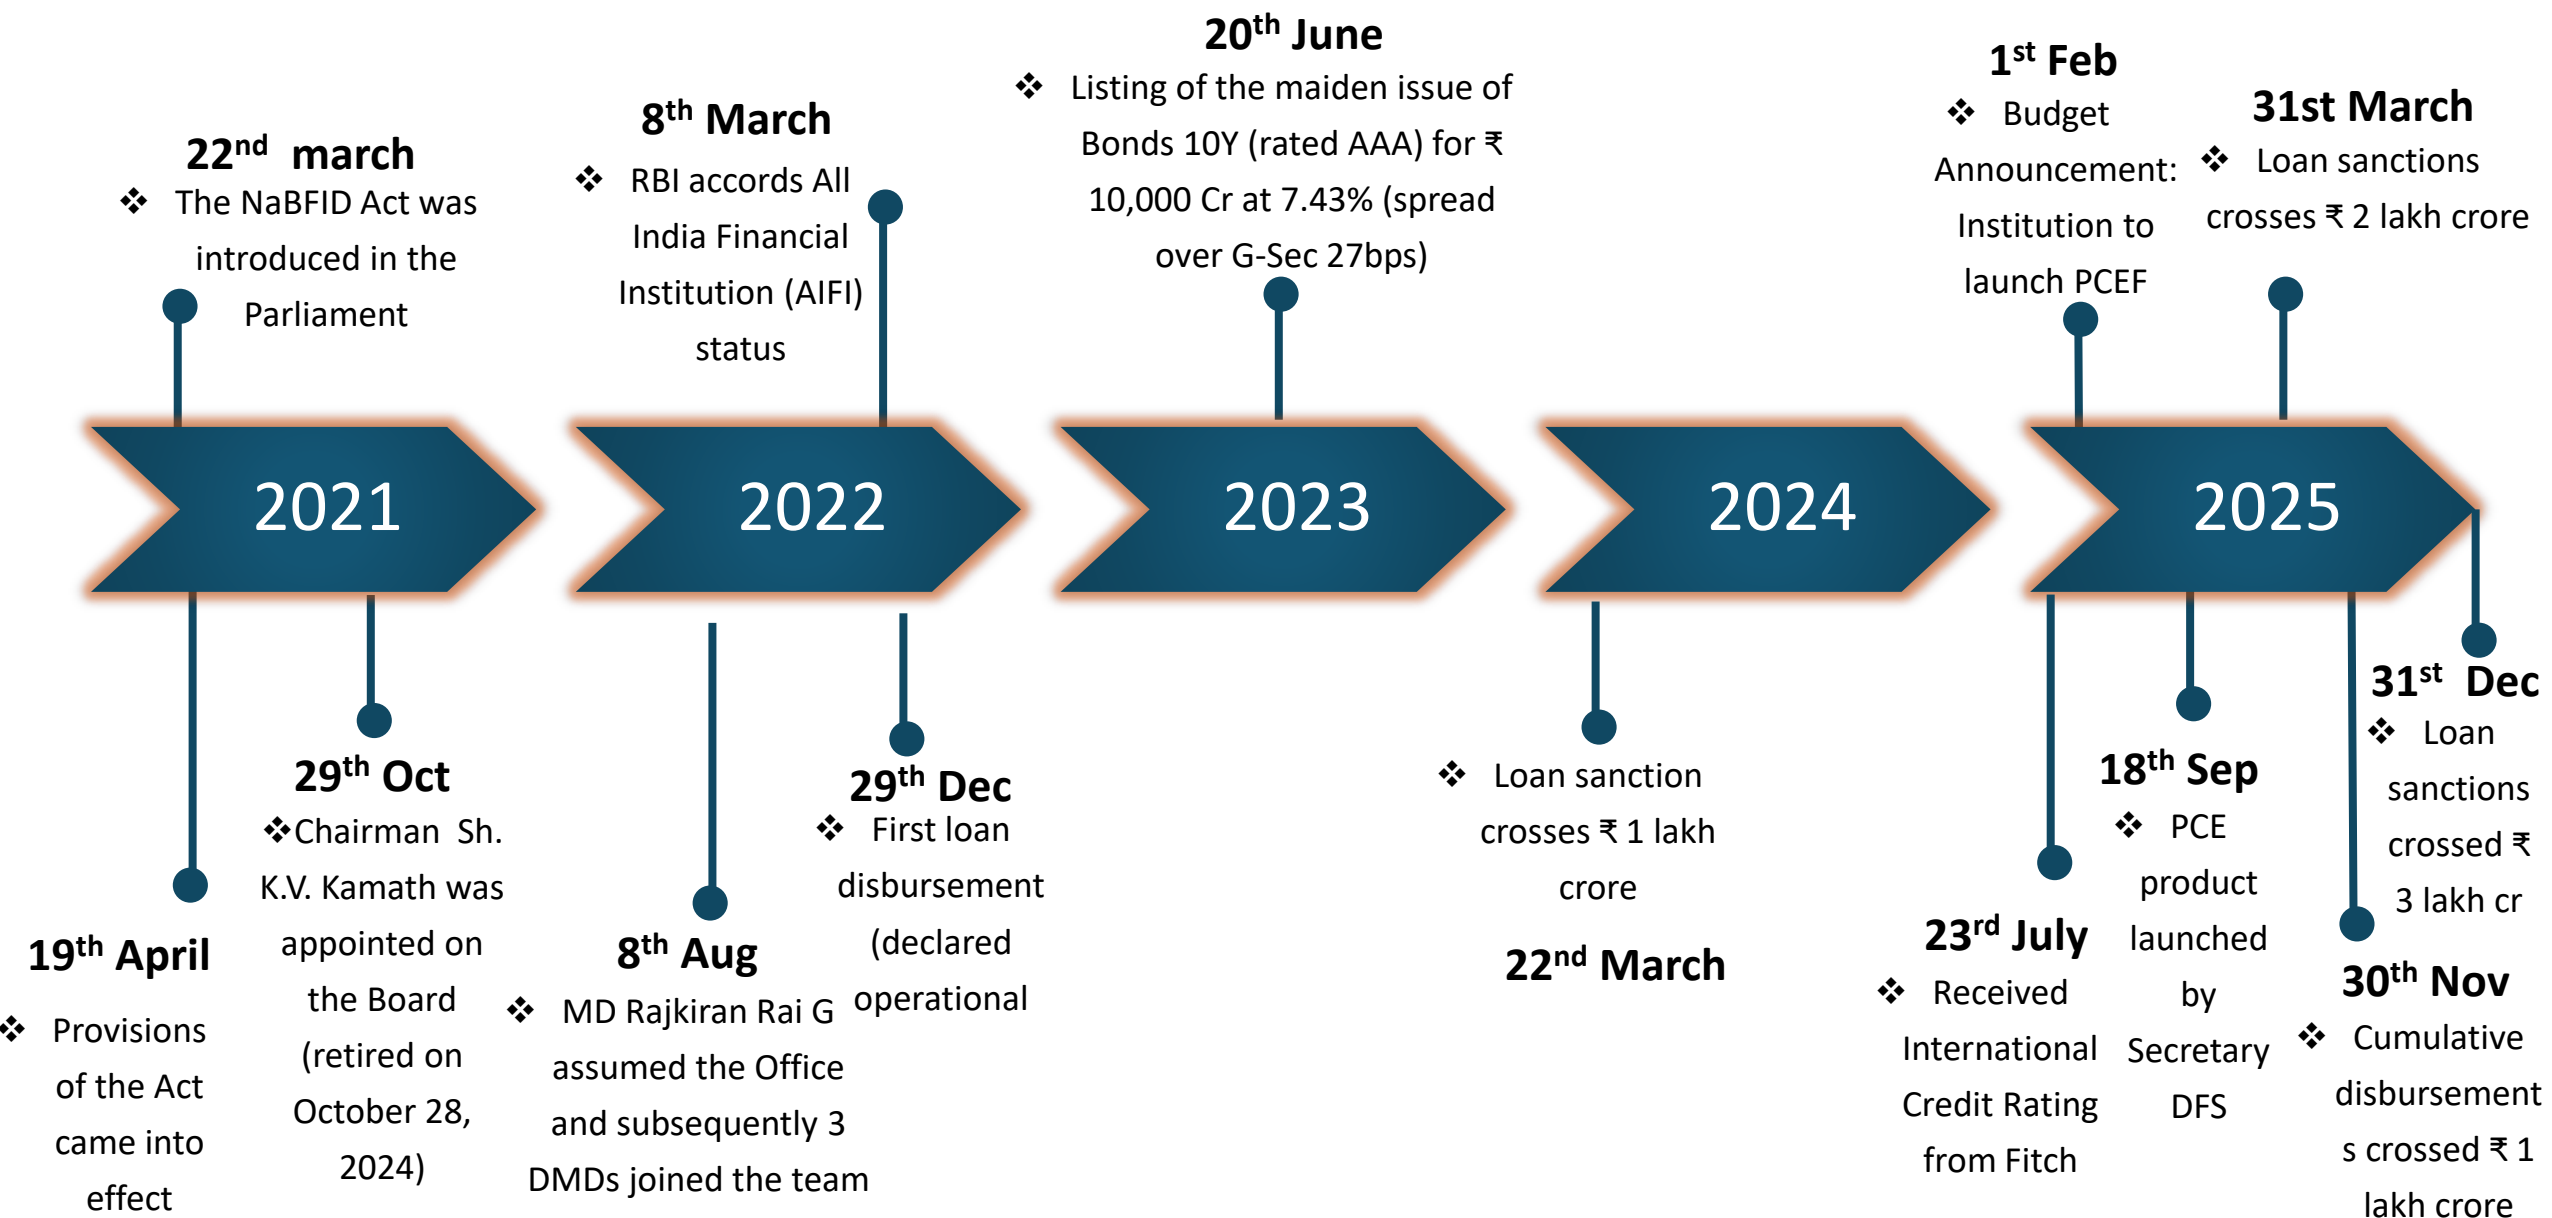 22nd march
❖ The NaBFID Act was
introduced in the
Parliament
8th March
❖ RBI accords All
India Financial
Institution (AIFI)
status
20th June
❖ Listing of the maiden issue of
Bonds 10Y (rated AAA) for ₹
10,000 Cr at 7.43% (spread
over G-Sec 27bps)
1st Feb
❖ Budget
Announcement:
Institution to
launch PCEF
31st March
❖ Loan sanctions
crosses ₹ 2 lakh crore
2021
2022
2023
2024
2025
19th April
❖ Provisions
of the Act
came into
effect
29th Oct
❖Chairman Sh.
K.V. Kamath was
appointed on
the Board
(retired on
October 28,
2024)
8th Aug
❖ MD Rajkiran Rai G
assumed the Office
and subsequently 3
DMDs joined the team
29th Dec
❖ First loan
disbursement
(declared
operational
❖ Loan sanction
crosses ₹ 1 lakh
crore
22nd March
23rd July
❖ Received
International
Credit Rating
from Fitch
18th Sep
❖ PCE
product
launched
by
Secretary
DFS
30th Nov
❖ Cumulative
disbursement
s crossed ₹ 1
lakh crore
31st Dec
❖ Loan
sanctions
crossed ₹
3 lakh cr